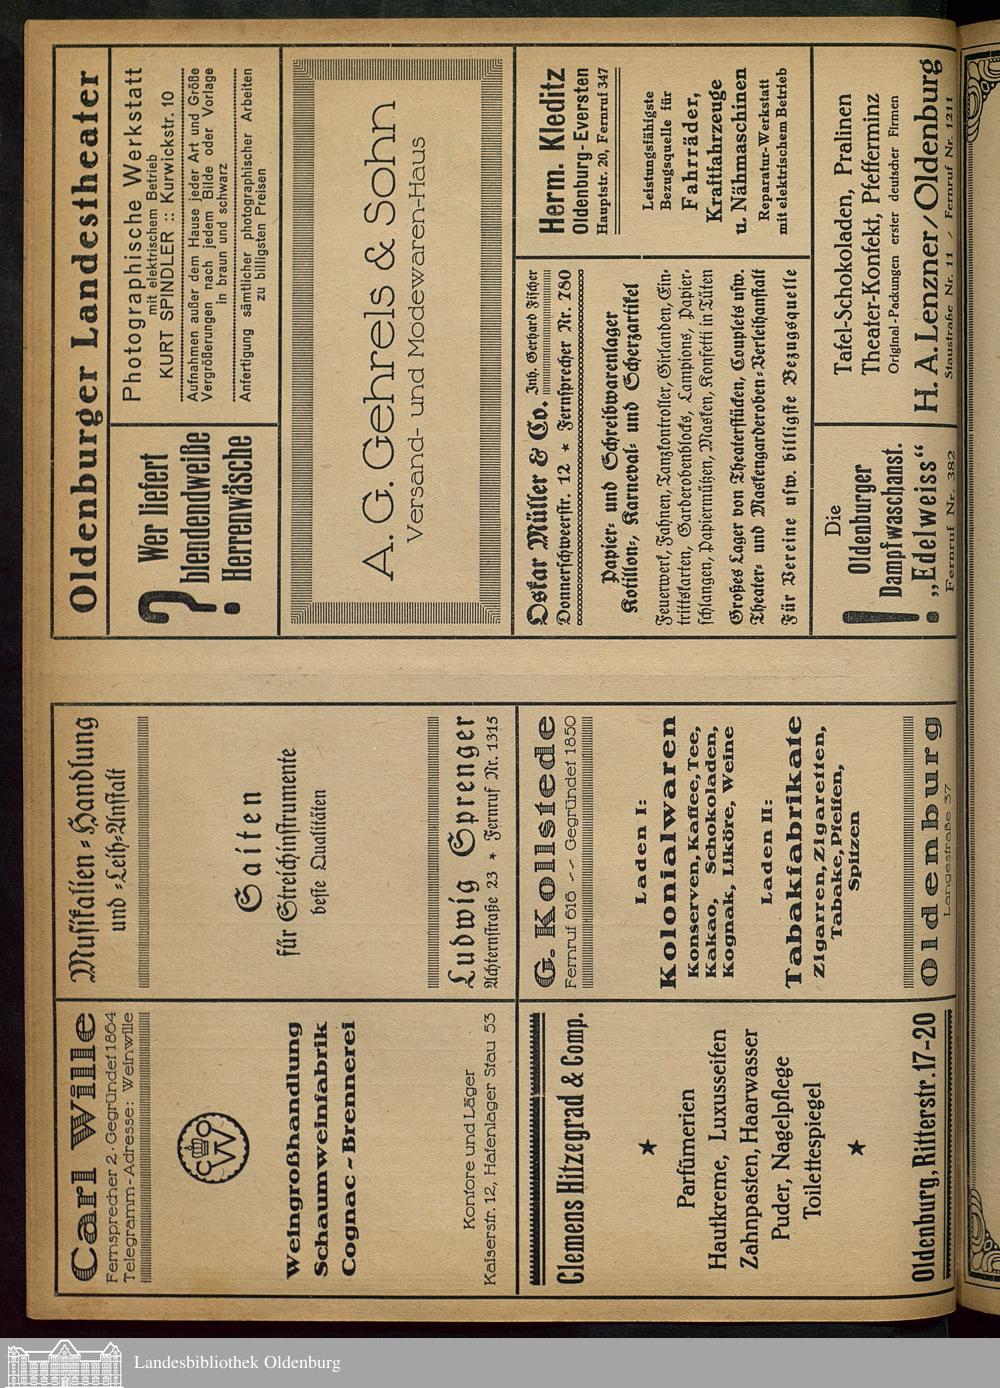 Carl Wille
Fernsprecher 2. Gegründet 1864
Telegramm-Adresse: Weinwille
W
Weingroßhandlung
Schaumweinfabrik
Cognac-Brennerei
Kontore und Läger
Kaiserstr. 12, Hafenlager Stau 53
Musikalien-Handlung
und -Leih-Anstalt
Saiten
für Streichinstrumente
beste Qualitäten
Ludwig Sprenger
Achternstraße 23 * Fernruf Nr. 1315
Clemens Hitzegrad & Comp.
Parfümerien
Hautkreme, Luxusseifen
Zahnpasten, Haarwasser
Puder, Nagelpflege
Toilettespiegel
Oldenburg, Ritterstr. 17-20
G. Kollstede
Fernruf 616 -- Gegründet 1850
Laden I:
Kolonialwaren
Konserven, Kaffee, Tee,
Kakao, Schokoladen,
Kognak, Liköre, Weine
Laden II:
Tabakfabrikate
Zigarren, Zigaretten,
Tabake, Pfeifen,
Spitzen
Oldenburg
Langestraße 37
Oldenburger Landestheater
? Wer liefert
blendendweiße
Herrenwäsche
Photographische Werkstatt
mit elektrischem Betrieb
KURT SPINDLER :: Kurwickstr. 10
Aufnahmen außer dem Hause jeder Art und Größe
Vergrößerungen nach jedem Bilde oder Vorlage
in braun und schwarz
Anfertigung sämtlicher photographischer Arbeiten
zu billigsten Preisen
A. G. Gehrels & Sohn
Versand- und Modewaren-Haus
Oskar Müller & Co. Inh. Gerhard Fischer
Donnerschweerstr. 12 * Fernsprecher Nr. 780
Papier- und Schreibwarenlager
Kotillon-, Karneval- und Scherzartikel
Feuerwerk, Fahnen, Tanzkontroller, Girlanden, Ein-
trittskarten, Garderobenblocks, Lampions, Papier-
schlangen, Papiermützen, Masken, Konfetti in Tüten
Großes Lager von Theaterstücken, Couplets usw.
Theater- und Maskengarderoben-Verleihanstalt
Für Vereine usw. billigste Bezugsquelle
Herm. Kleditz
Oldenburg-Eversten
Hauptstr. 20, Fernruf 347
Leistungsfähigste
Bezugsquelle für
Fahrräder,
Kraftfahrzeuge
u. Nähmaschinen
Reparatur-Werkstatt
mit elektrischem Betrieb
! Die
Oldenburger
Dampfwaschanst.
„Edelweiss“
Fernruf Nr. 382
Tafel-Schokoladen, Pralinen
Theater-Konfekt, Pfefferminz
Original-Packungen erster deutscher Firmen
H. A. Lenzner / Oldenburg
Staustraße Nr. 11 / Fernruf Nr. 1211
Landesbibliothek Oldenburg